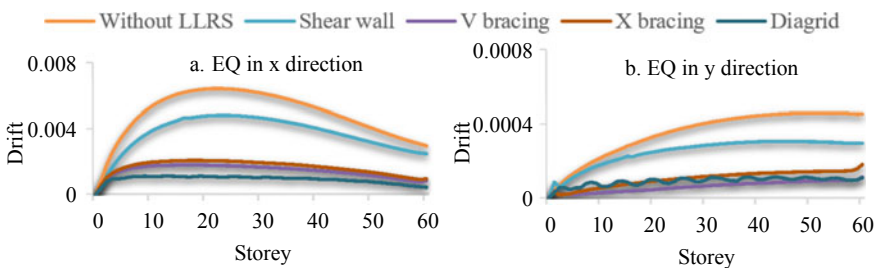 Without LLRS Shear wall V bracing X bracing Diagrid
a. EQ in x direction
0.008
0.004
0
Drift
0 10 20 30 40 50 60
Storey
b. EQ in y direction
0.0008
0.0004
0
Drift
0 10 20 30 40 50 60
Storey